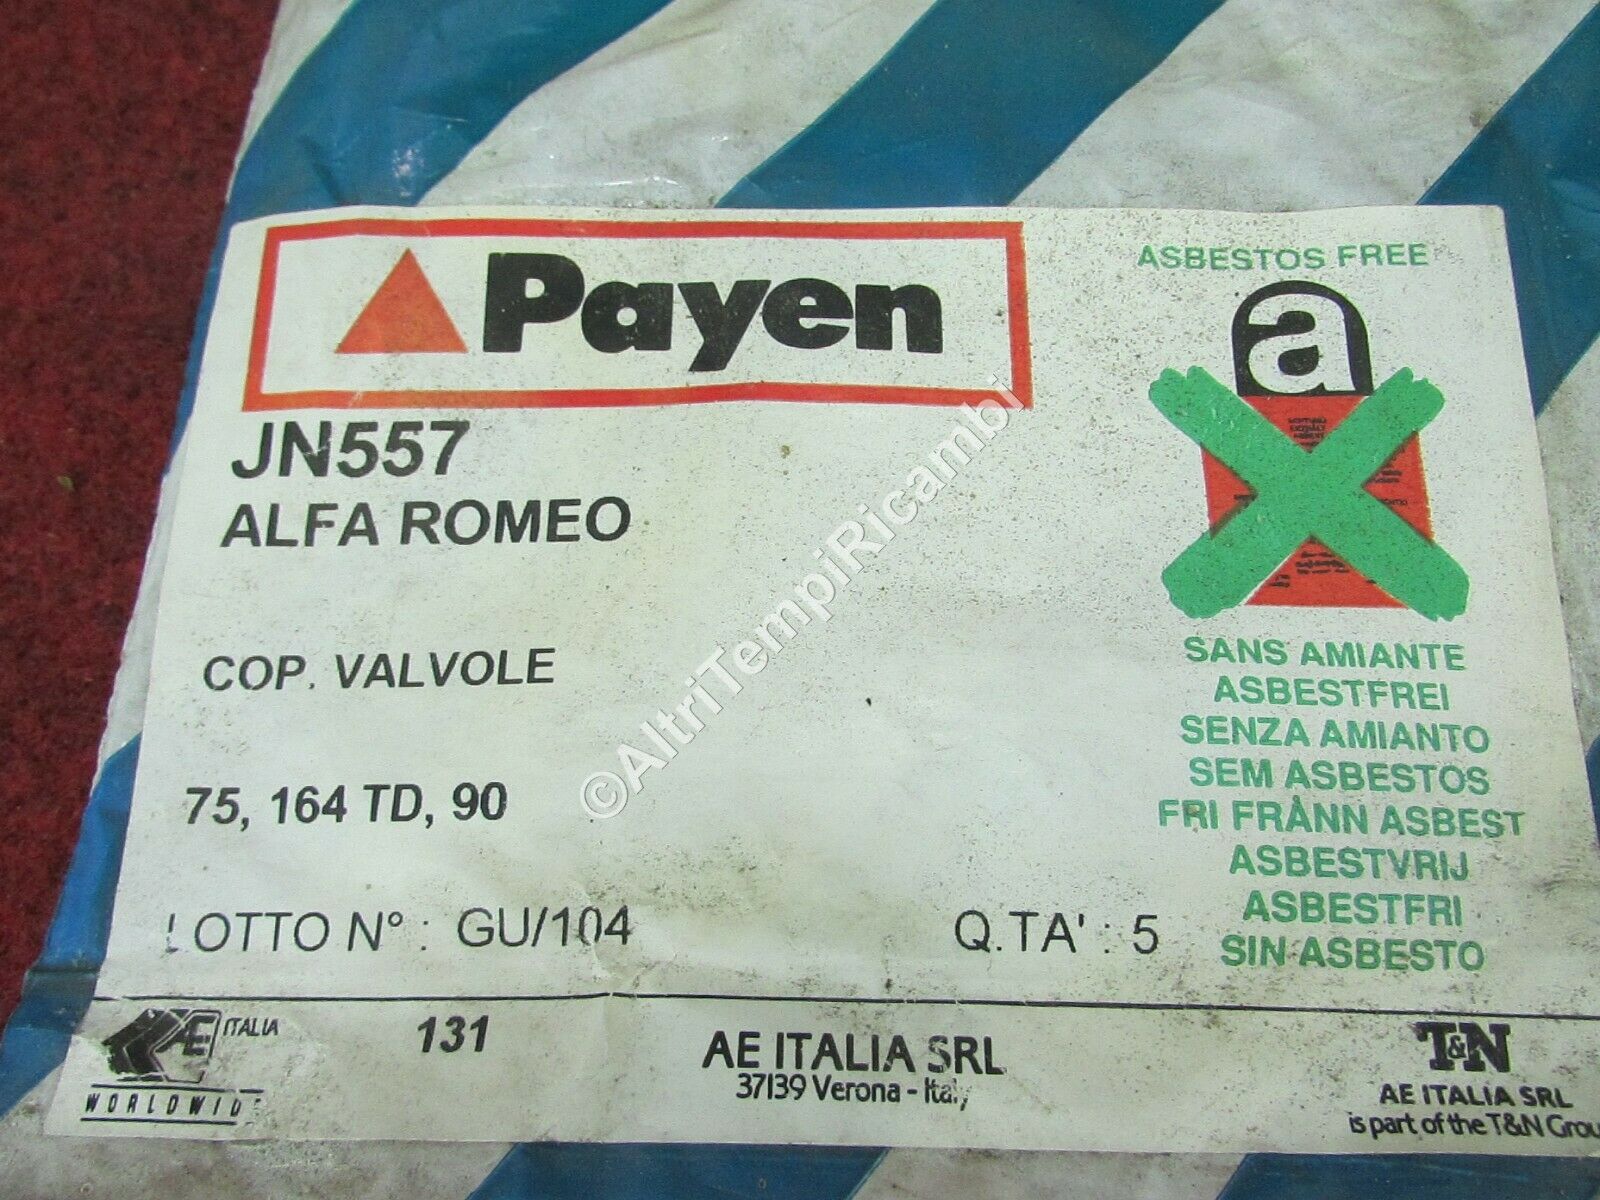 Payen
ASBESTOS FREE
a
JN557
ALFA ROMEO
COP. VALVOLE
75, 164 TD, 90
LOTTO N° : GU/104
Q.TA' : 5
SANS AMIANTE
ASBESTFREI
SENZA AMIANTO
SEM ASBESTOS
FRI FRÅNN ASBEST
ASBESTVRIJ
ASBESTFRI
SIN ASBESTO
©AltriTempiRicambi
AE ITALIA
WORLDWIDE
131
AE ITALIA SRL
37139 Verona - Italy
T&N
AE ITALIA SRL
is part of the T&N Grou